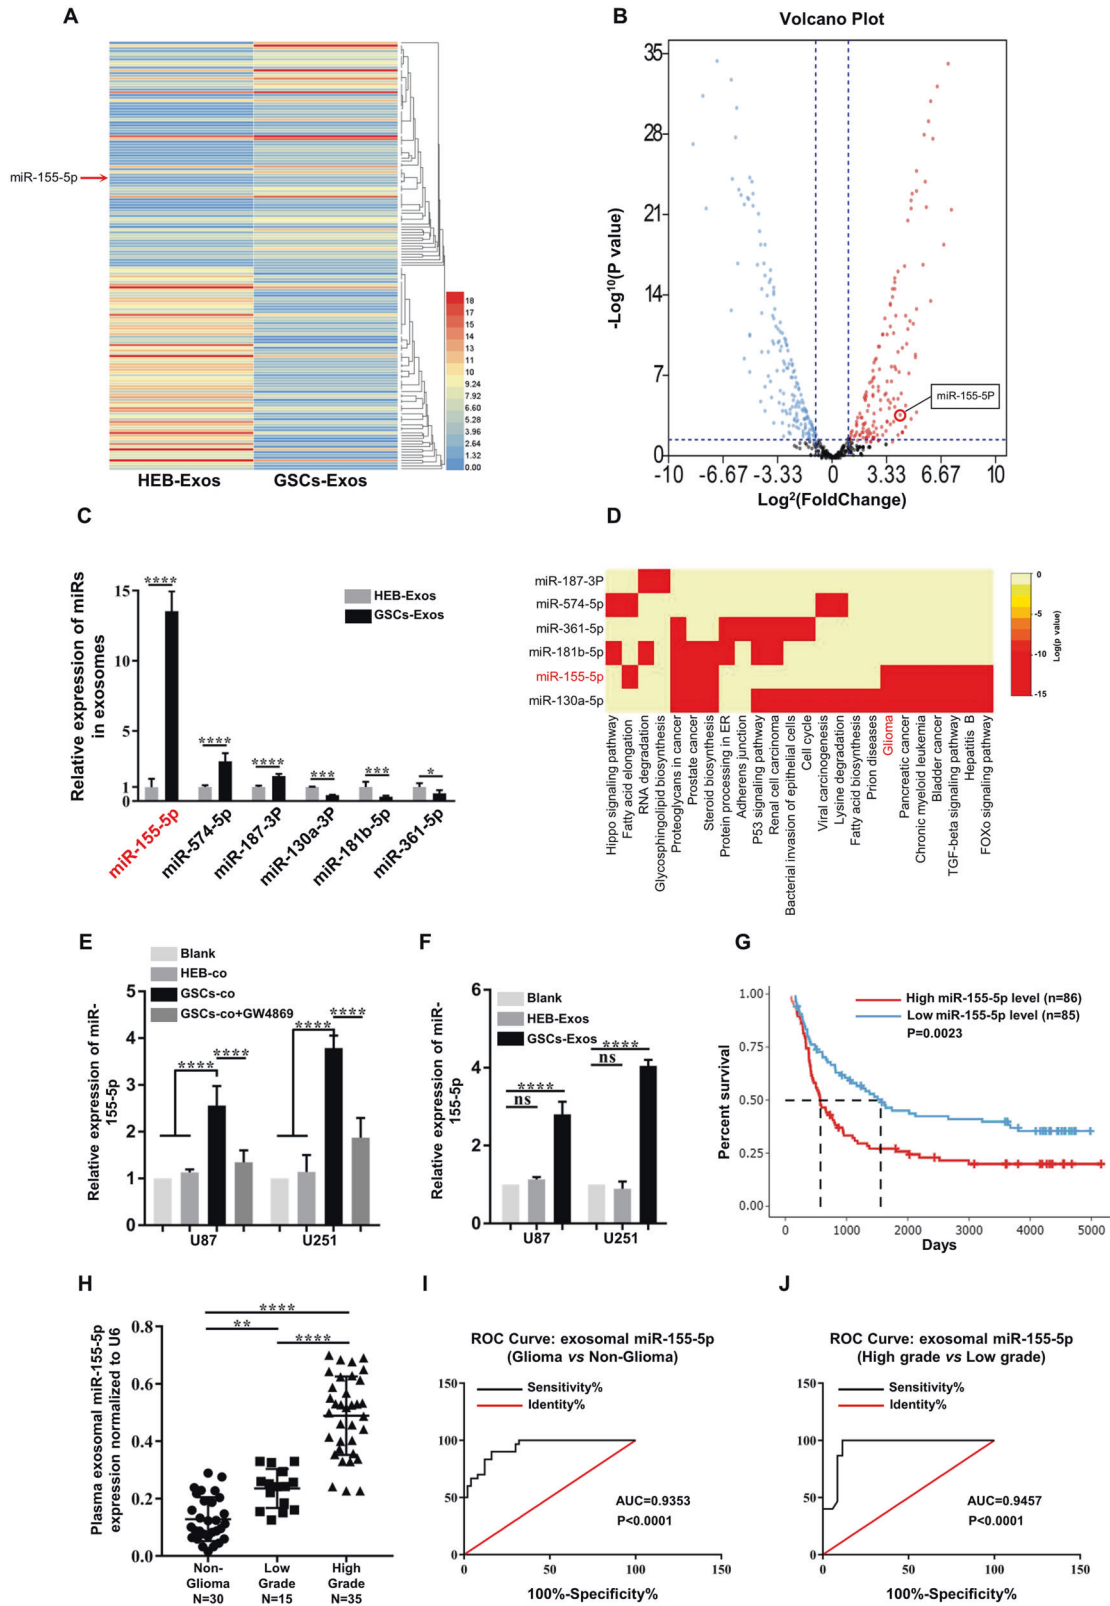 A
miR-155-5p
HEB-Exos GSCs-Exos
18
17
15
14
13
11
10
9.24
7.92
6.60
5.28
3.96
2.64
1.32
0.00
B
Volcano Plot
-Log¹⁰(P value)
35
28
21
14
7
0
miR-155-5P
-10 -6.67 -3.33 0 3.33 6.67 10
Log²(FoldChange)
C
Relative expression of miRs
in exosomes
15
10
5
1
0
HEB-Exos
GSCs-Exos
**** **** **** *** *** *
miR-155-5p
miR-574-5p
miR-187-3P
miR-130a-3P
miR-181b-5p
miR-361-5p
D
miR-187-3P
miR-574-5p
miR-361-5p
miR-181b-5p
miR-155-5p
miR-130a-5p
0
-5
-10
-15
Log(p value)
Hippo signaling pathway
Fatty acid elongation
RNA degradation
Glycosphingolipid biosynthesis
Proteoglycans in cancer
Prostate cancer
Steroid biosynthesis
Protein processing in ER
Adherens junction
P53 signaling pathway
Renal carcinoma
Bacterial invasion of epithelial cells
Cell cycle
Viral carcinogenesis
Lysine degradation
Fatty acid biosynthesis
Prion diseases
Glioma
Pancreatic cancer
Chronic myeloid leukemia
Bladder cancer
TGF-beta signaling pathway
Hepatitis B
FOXo signaling pathway
E
Blank
HEB-co
GSCs-co
GSCs-co+GW4869
Relative expression of miR-
155-5p
5
4
3
2
1
0
**** **** **** ****
U87 U251
F
Blank
HEB-Exos
GSCs-Exos
Relative expression of miR-
155-5p
6
4
2
0
**** ns
**** ns
U87 U251
G
High miR-155-5p level (n=86)
Low miR-155-5p level (n=85)
P=0.0023
Percent survival
1.00
0.75
0.50
0.25
0.00
0 1000 2000 3000 4000 5000
Days
H
Plasma exosomal miR-155-5p
expression normalized to U6
0.8
0.6
0.4
0.2
0.0
****
**
****
Non-
Glioma
N=30
Low
Grade
N=15
High
Grade
N=35
I
ROC Curve: exosomal miR-155-5p
(Glioma vs Non-Glioma)
150
100
50
0
Sensitivity%
Identity%
AUC=0.9353
P<0.0001
0 50 100 150
100%-Specificity%
J
ROC Curve: exosomal miR-155-5p
(High grade vs Low grade)
150
100
50
0
Sensitivity%
Identity%
AUC=0.9457
P<0.0001
0 50 100 150
100%-Specificity%